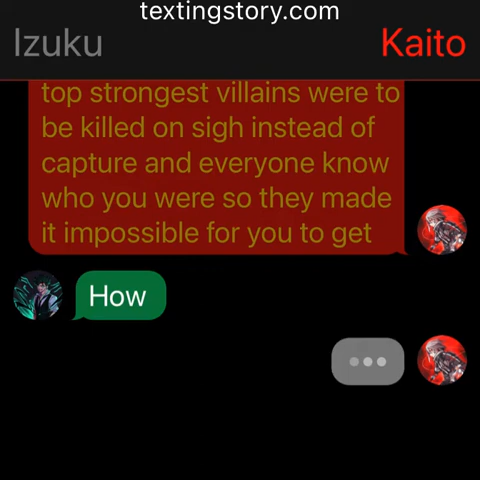 textingstory.com
Izuku
Kaito
top strongest villains were to
be killed on sigh instead of
capture and everyone know
who you were so they made
it impossible for you to get
How